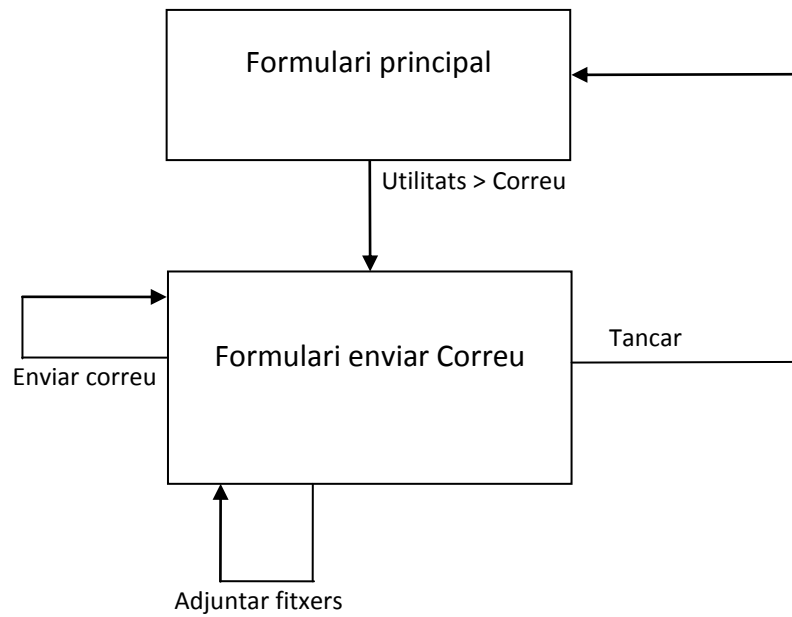 Formulari principal
Utilitats > Correu
Formulari enviar Correu
Tancar
Enviar correu
Adjuntar fitxers